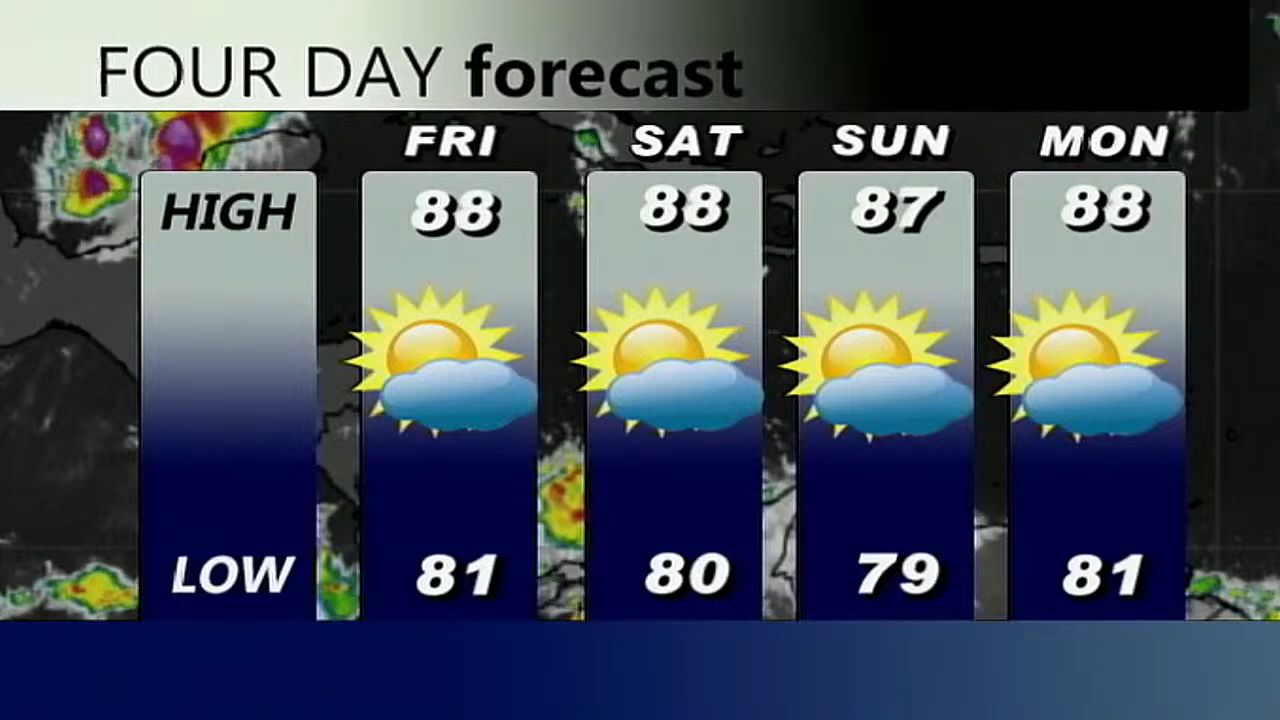 FOUR DAY forecast
FRI SAT SUN MON
HIGH 88 88 87 88
LOW 81 80 79 81